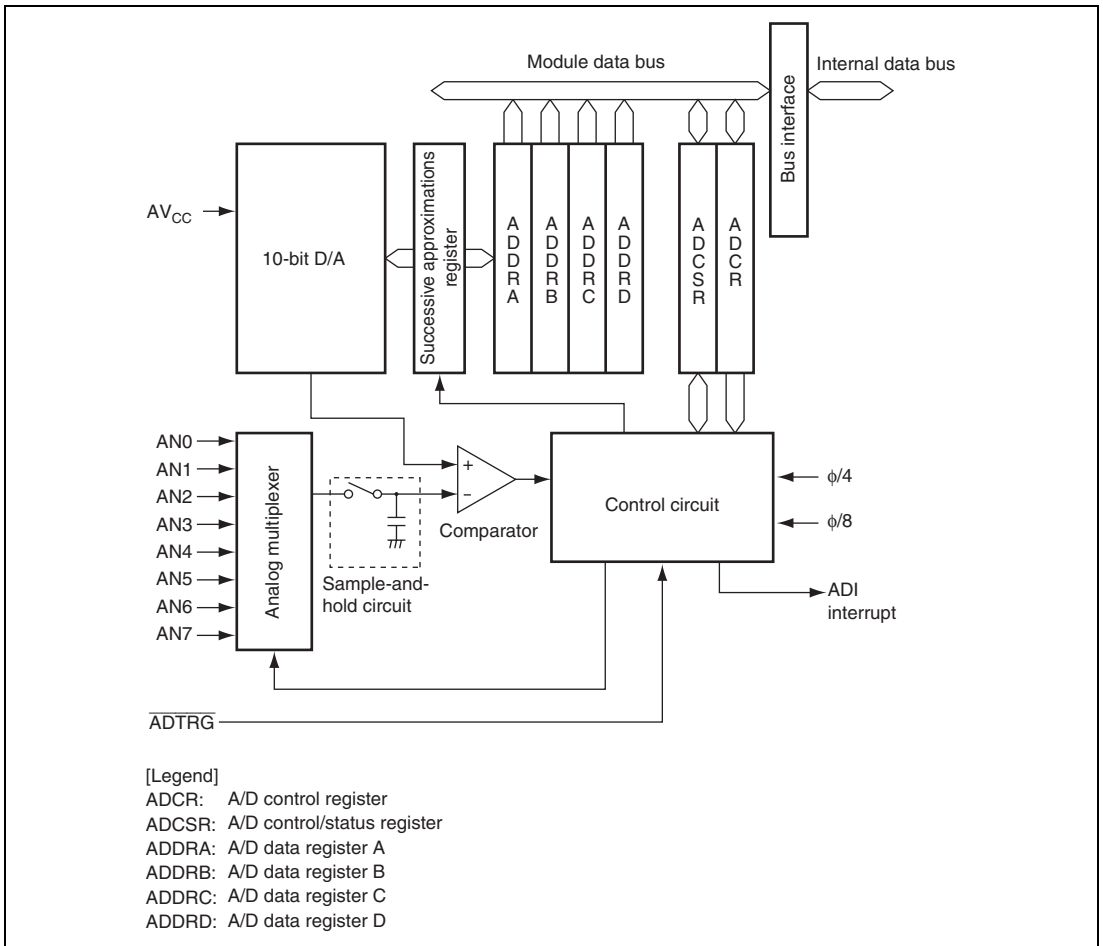 Module data bus
Internal data bus
Bus interface
AV_CC
10-bit D/A
Successive approximations
register
ADDRA
ADDRB
ADDRC
ADDRD
ADCSR
ADCR
AN0
AN1
AN2
AN3
AN4
AN5
AN6
AN7
Analog multiplexer
Sample-and-
hold circuit
+
−
Comparator
Control circuit
ϕ/4
ϕ/8
ADI
interrupt
ADTRG
[Legend]
ADCR: A/D control register
ADCSR: A/D control/status register
ADDRA: A/D data register A
ADDRB: A/D data register B
ADDRC: A/D data register C
ADDRD: A/D data register D